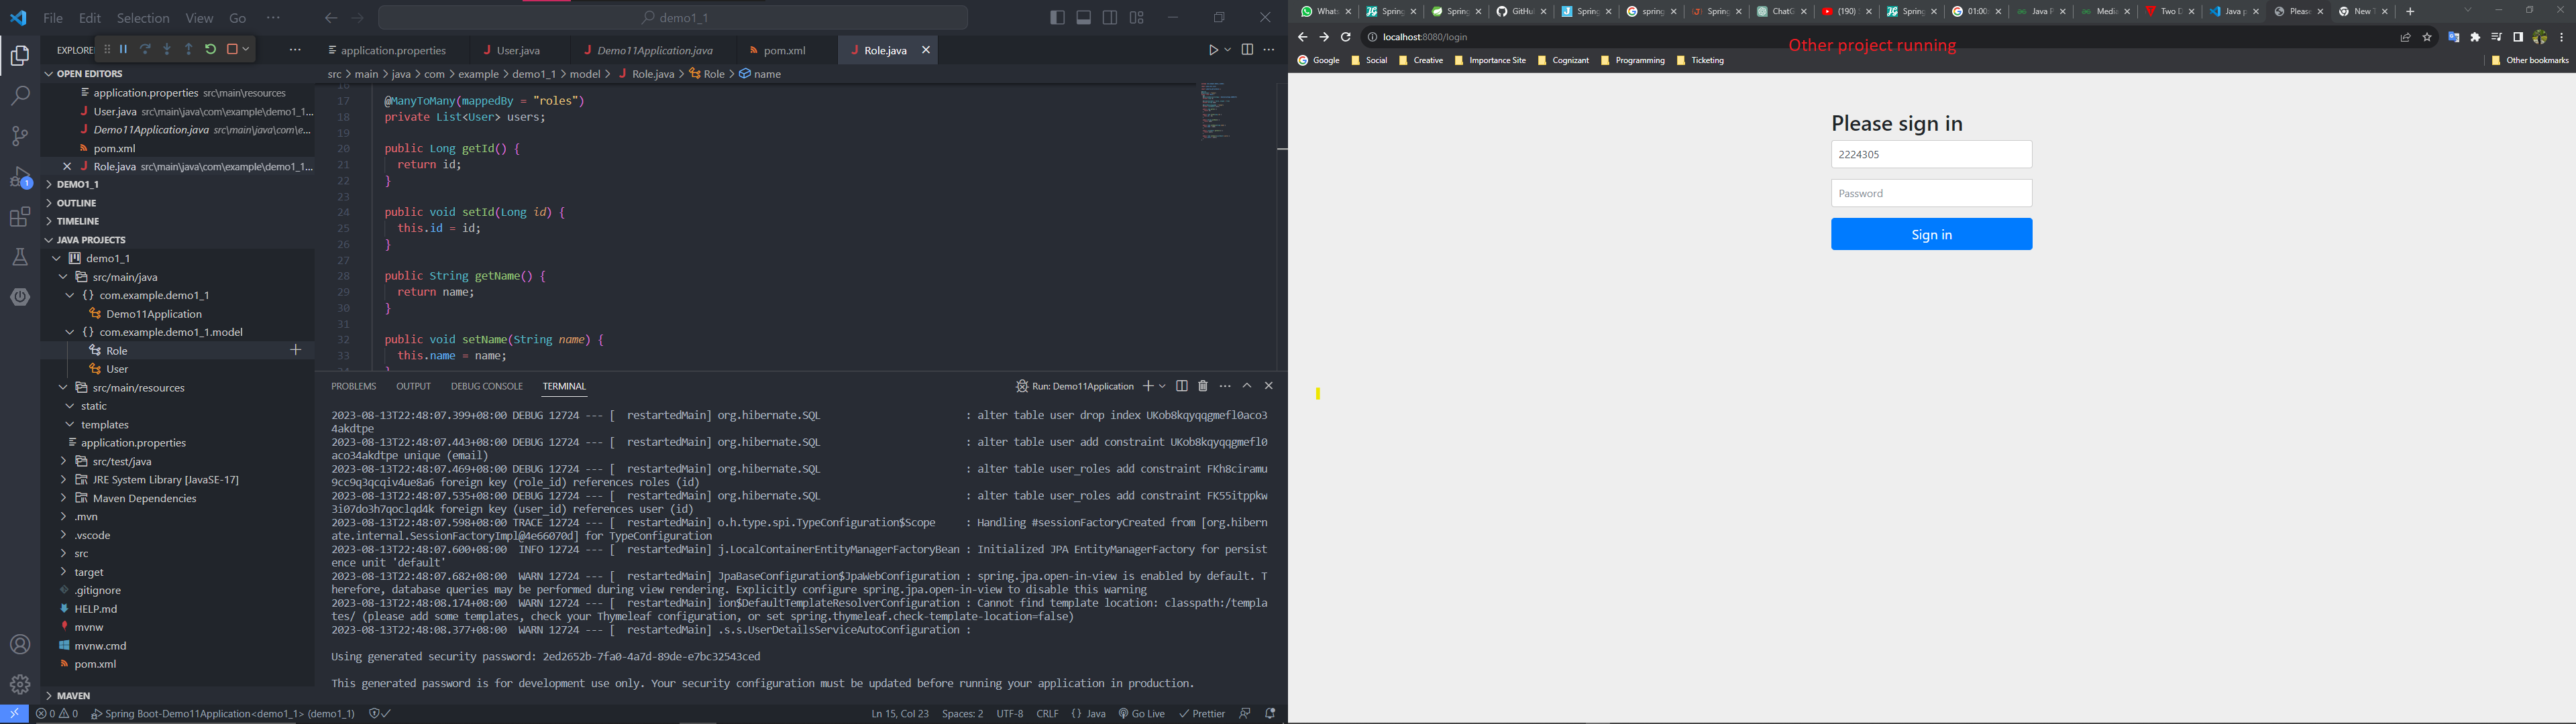 File Edit Selection View Go ···
demo1_1
EXPLORE
application.properties
User.java
Demo11Application.java
pom.xml
Role.java
OPEN EDITORS
application.properties src\main\resources
User.java src\main\java\com\example\demo1_1...
Demo11Application.java src\main\java\com\e...
pom.xml
Role.java src\main\java\com\example\demo1_1...
DEMO1_1
OUTLINE
TIMELINE
JAVA PROJECTS
demo1_1
src/main/java
{} com.example.demo1_1
Demo11Application
{} com.example.demo1_1.model
Role
User
src/main/resources
static
templates
application.properties
src/test/java
JRE System Library [JavaSE-17]
Maven Dependencies
.mvn
.vscode
src
target
.gitignore
HELP.md
mvnw
mvnw.cmd
pom.xml
MAVEN
src > main > java > com > example > demo1_1 > model > Role.java > Role > name
17 @ManyToMany(mappedBy = "roles")
18 private List<User> users;
19
20 public Long getId() {
21 return id;
22 }
23
24 public void setId(Long id) {
25 this.id = id;
26 }
27
28 public String getName() {
29 return name;
30 }
31
32 public void setName(String name) {
33 this.name = name;
PROBLEMS OUTPUT DEBUG CONSOLE TERMINAL
Run: Demo11Application
2023-08-13T22:48:07.399+08:00 DEBUG 12724 --- [ restartedMain] org.hibernate.SQL : alter table user drop index UKob8kqyqqgmefl0aco3
4akdtpe
2023-08-13T22:48:07.443+08:00 DEBUG 12724 --- [ restartedMain] org.hibernate.SQL : alter table user add constraint UKob8kqyqqgmefl0
aco34akdtpe unique (email)
2023-08-13T22:48:07.469+08:00 DEBUG 12724 --- [ restartedMain] org.hibernate.SQL : alter table user_roles add constraint FKh8ciramu
9cc9q3qcqiv4ue8a6 foreign key (role_id) references roles (id)
2023-08-13T22:48:07.535+08:00 DEBUG 12724 --- [ restartedMain] org.hibernate.SQL : alter table user_roles add constraint FK55itppkw
3i07do3h7qoclqd4k foreign key (user_id) references user (id)
2023-08-13T22:48:07.598+08:00 TRACE 12724 --- [ restartedMain] o.h.type.spi.TypeConfiguration$Scope : Handling #sessionFactoryCreated from [org.hibern
ate.internal.SessionFactoryImpl@4e66070d] for TypeConfiguration
2023-08-13T22:48:07.600+08:00 INFO 12724 --- [ restartedMain] j.LocalContainerEntityManagerFactoryBean : Initialized JPA EntityManagerFactory for persist
ence unit 'default'
2023-08-13T22:48:07.682+08:00 WARN 12724 --- [ restartedMain] JpaBaseConfiguration$JpaWebConfiguration : spring.jpa.open-in-view is enabled by default. T
herefore, database queries may be performed during view rendering. Explicitly configure spring.jpa.open-in-view to disable this warning
2023-08-13T22:48:08.174+08:00 WARN 12724 --- [ restartedMain] ion$DefaultTemplateResolverConfiguration : Cannot find template location: classpath:/templa
tes/ (please add some templates, check your Thymeleaf configuration, or set spring.thymeleaf.check-template-location=false)
2023-08-13T22:48:08.377+08:00 WARN 12724 --- [ restartedMain] .s.s.UserDetailsServiceAutoConfiguration :
Using generated security password: 2ed2652b-7fa0-4a7d-89de-e7bc32543ced
This generated password is for development use only. Your security configuration must be updated before running your application in production.
0 0 Spring Boot-Demo11Application<demo1_1> (demo1_1)
Ln 15, Col 23 Spaces: 2 UTF-8 CRLF {} Java Go Live Prettier
Whats Spring Spring GitHu Spring spring Spring ChatG (190) Spring 01:00 Java P Media Two D Java p Please New T
localhost:8080/login
Other project running
Google Social Creative Importance Site Cognizant Programming Ticketing Other bookmarks
Please sign in
2224305
Password
Sign in